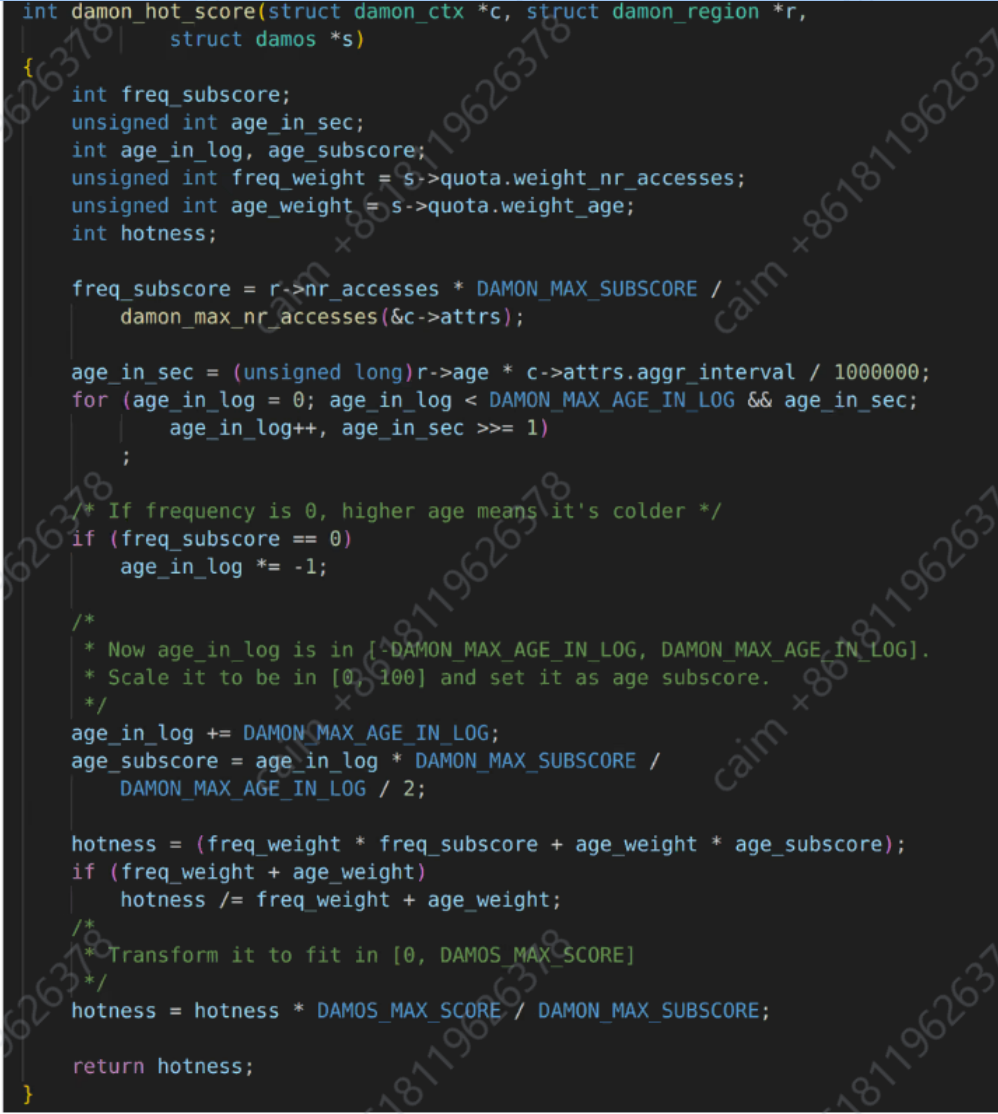 int damon_hot_score(struct damon_ctx *c, struct damon_region *r,
            struct damos *s)
{
    int freq_subscore;
    unsigned int age_in_sec;
    int age_in_log, age_subscore;
    unsigned int freq_weight = s->quota.weight_nr_accesses;
    unsigned int age_weight = s->quota.weight_age;
    int hotness;

    freq_subscore = r->nr_accesses * DAMON_MAX_SUBSCORE /
        damon_max_nr_accesses(&c->attrs);

    age_in_sec = (unsigned long)r->age * c->attrs.aggr_interval / 1000000;
    for (age_in_log = 0; age_in_log < DAMON_MAX_AGE_IN_LOG && age_in_sec;
            age_in_log++, age_in_sec >>= 1)
        ;

    /* If frequency is 0, higher age means it's colder */
    if (freq_subscore == 0)
        age_in_log *= -1;

    /*
     * Now age_in_log is in [-DAMON_MAX_AGE_IN_LOG, DAMON_MAX_AGE_IN_LOG].
     * Scale it to be in [0, 100] and set it as age subscore.
     */
    age_in_log += DAMON_MAX_AGE_IN_LOG;
    age_subscore = age_in_log * DAMON_MAX_SUBSCORE /
        DAMON_MAX_AGE_IN_LOG / 2;

    hotness = (freq_weight * freq_subscore + age_weight * age_subscore);
    if (freq_weight + age_weight)
        hotness /= freq_weight + age_weight;
    /*
     * Transform it to fit in [0, DAMOS_MAX_SCORE]
     */
    hotness = hotness * DAMOS_MAX_SCORE / DAMON_MAX_SUBSCORE;

    return hotness;
}
caim +8618119626378
caim +8618119626378
caim +8618119626378
caim +8618119626378